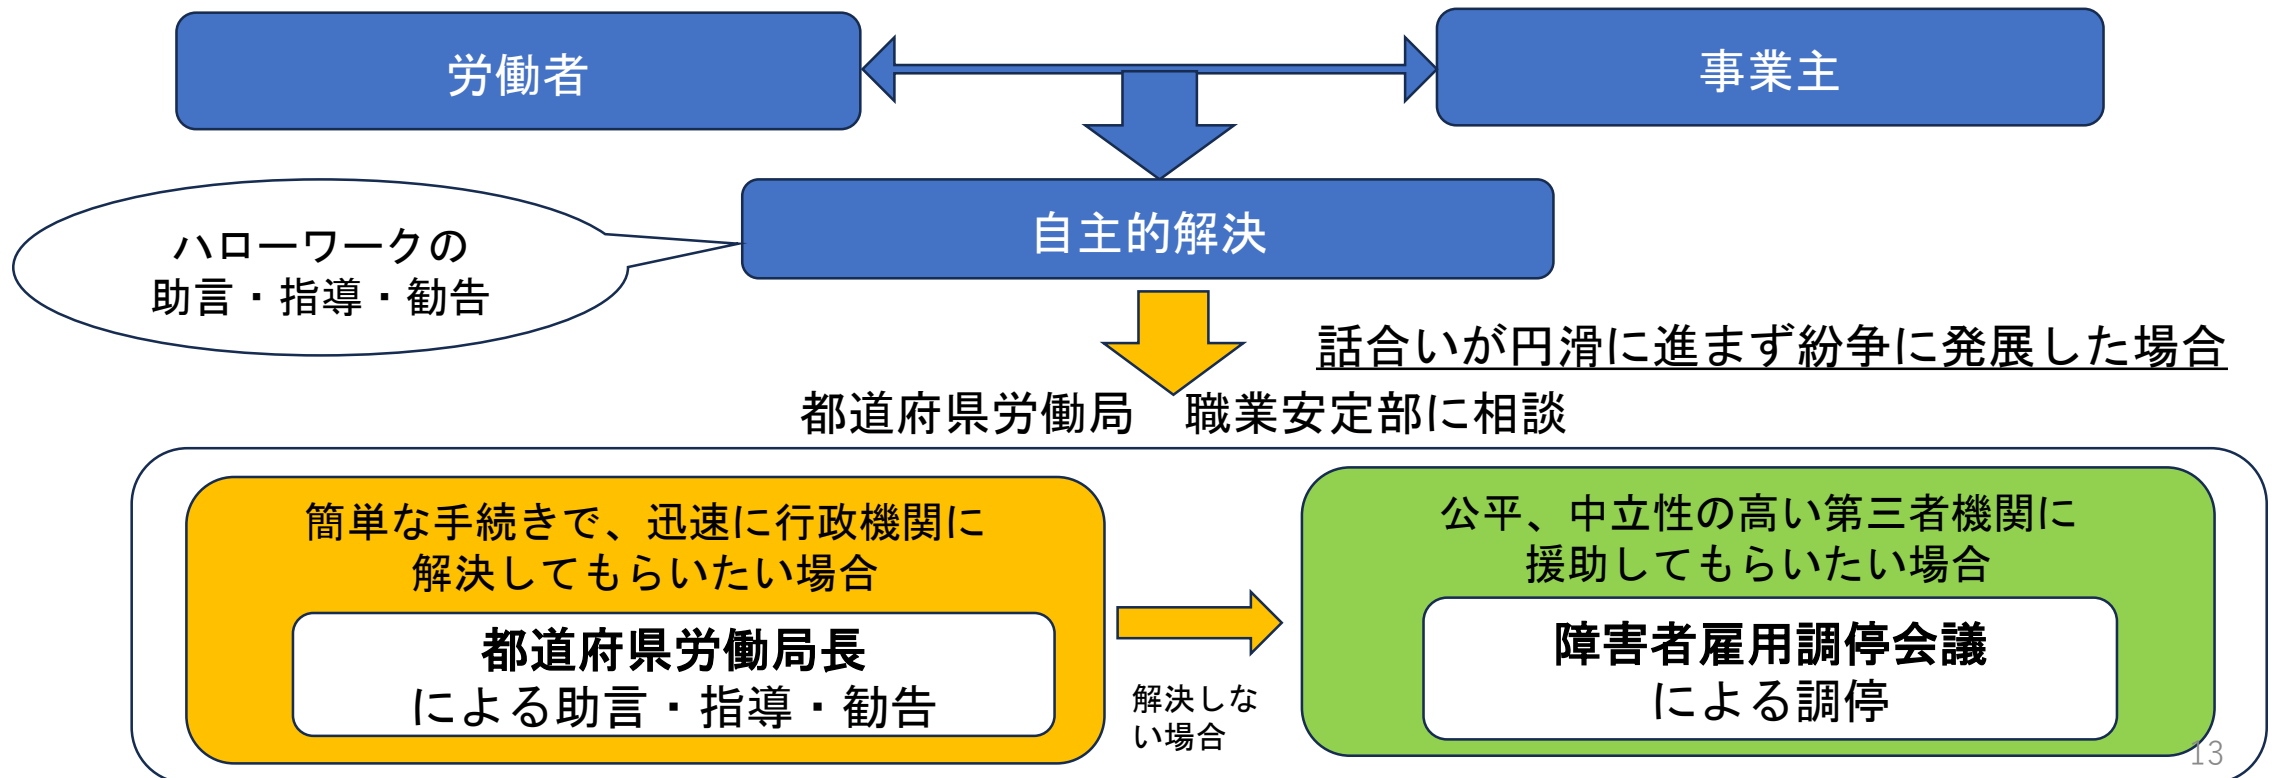 労働者
事業主
自主的解決
ハローワークの
助言・指導・勧告
話合いが円滑に進まず紛争に発展した場合
都道府県労働局　職業安定部に相談
簡単な手続きで、迅速に行政機関に
解決してもらいたい場合
都道府県労働局長
による助言・指導・勧告
解決しな
い場合
公平、中立性の高い第三者機関に
援助してもらいたい場合
障害者雇用調停会議
による調停
13